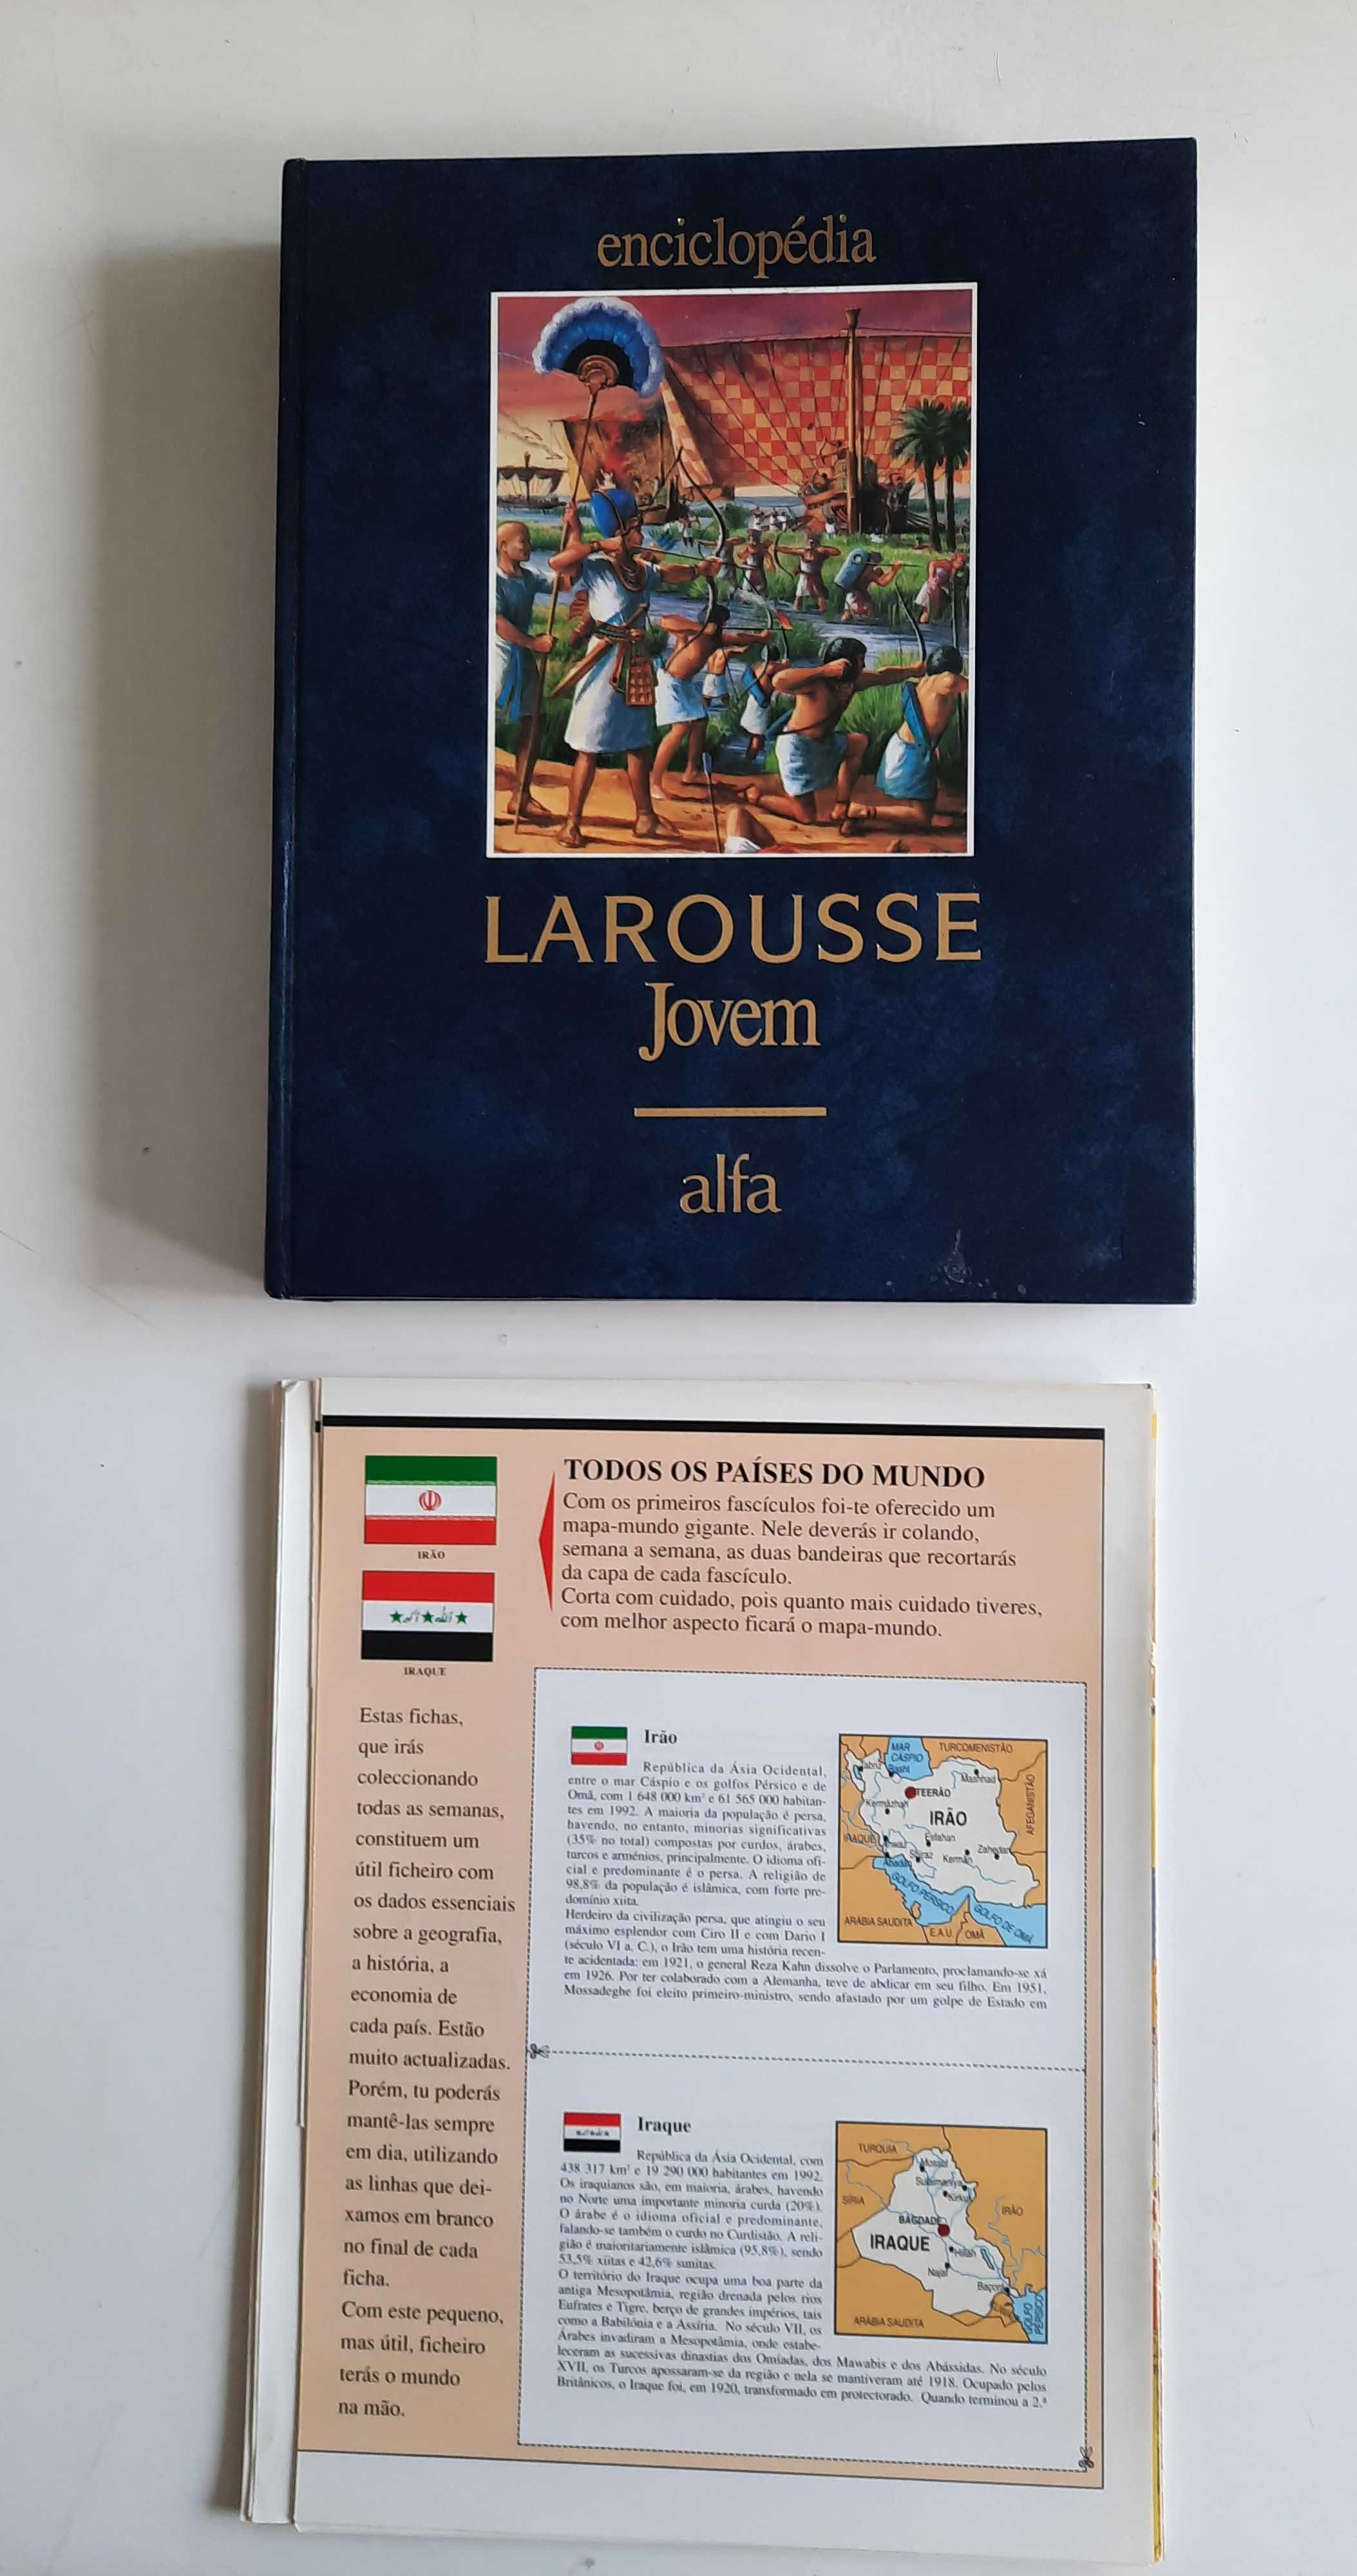 enciclopédia
LAROUSSE
Jovem
alfa
IRÃO
IRAQUE
TODOS OS PAÍSES DO MUNDO
Com os primeiros fascículos foi-te oferecido um
mapa-mundo gigante. Nele deverás ir colando,
semana a semana, as duas bandeiras que recortarás
da capa de cada fascículo.
Corta com cuidado, pois quanto mais cuidado tiveres,
com melhor aspecto ficará o mapa-mundo.
Estas fichas,
que irás
coleccionando
todas as semanas,
constituem um
útil ficheiro com
os dados essenciais
sobre a geografia,
a história, a
economia de
cada país. Estão
muito actualizadas.
Porém, tu poderás
mantê-las sempre
em dia, utilizando
as linhas que dei-
xamos em branco
no final de cada
ficha.
Com este pequeno,
mas útil, ficheiro
terás o mundo
na mão.
Irão
República da Ásia Ocidental,
entre o mar Cáspio e os golfos Pérsico e de
Omã, com 1 648 000 km² e 61 565 000 habitan-
tes em 1992. A maioria da população é persa,
havendo, no entanto, minorias significativas
(35% no total) compostas por curdos, árabes,
turcos e arménios, principalmente. O idioma ofi-
cial e predominante é o persa. A religião de
98,8% da população é islâmica, com forte pre-
domínio xiita.
Herdeiro da civilização persa, que atingiu o seu
máximo esplendor com Ciro II e com Dario I
(século VI a. C.), o Irão tem uma história recen-
te acidentada: em 1921, o general Reza Kahn dissolve o Parlamento, proclamando-se xá
em 1926. Por ter colaborado com a Alemanha, teve de abdicar em seu filho. Em 1951,
Mossadeghe foi eleito primeiro-ministro, sendo afastado por um golpe de Estado em
MAR
CÁSPIO
TURCOMENISTÃO
Tabriz
Rasht
Mashhad
TEERÃO
Kermãzhah
IRÃO
AFEGANISTÃO
IRAQUE
Esfahan
Shiraz
Kerman
Zahedan
Abadan
GOLFO PÉRSICO
GOLFO DE OMÃ
ARÁBIA SAUDITA
E.A.U.
OMÃ
Iraque
República da Ásia Ocidental, com
438 317 km² e 19 290 000 habitantes em 1992.
Os iraquianos são, em maioria, árabes, havendo
no Norte uma importante minoria curda (20%).
O árabe é o idioma oficial e predominante,
falando-se também o curdo no Curdistão. A reli-
gião é maioritariamente islâmica (95,8%), sendo
53,5% xiitas e 42,6% sunitas.
O território do Iraque ocupa uma boa parte da
antiga Mesopotâmia, região drenada pelos rios
Eufrates e Tigre, berço de grandes impérios, tais
como a Babilónia e a Assíria. No século VII, os
Árabes invadiram a Mesopotâmia, onde estabe-
leceram as sucessivas dinastias dos Omíadas, dos Mawabis e dos Abássidas. No século
XVII, os Turcos apossaram-se da região e nela se mantiveram até 1918. Ocupado pelos
Britânicos, o Iraque foi, em 1920, transformado em protectorado. Quando terminou a 2.ª
TURQUIA
Mossul
Sulaimaniya
SÍRIA
Kirkuk
IRÃO
BAGDADE
IRAQUE
Hillah
Najaf
Baçorá
ARÁBIA SAUDITA
GOLFO
PÉRSICO